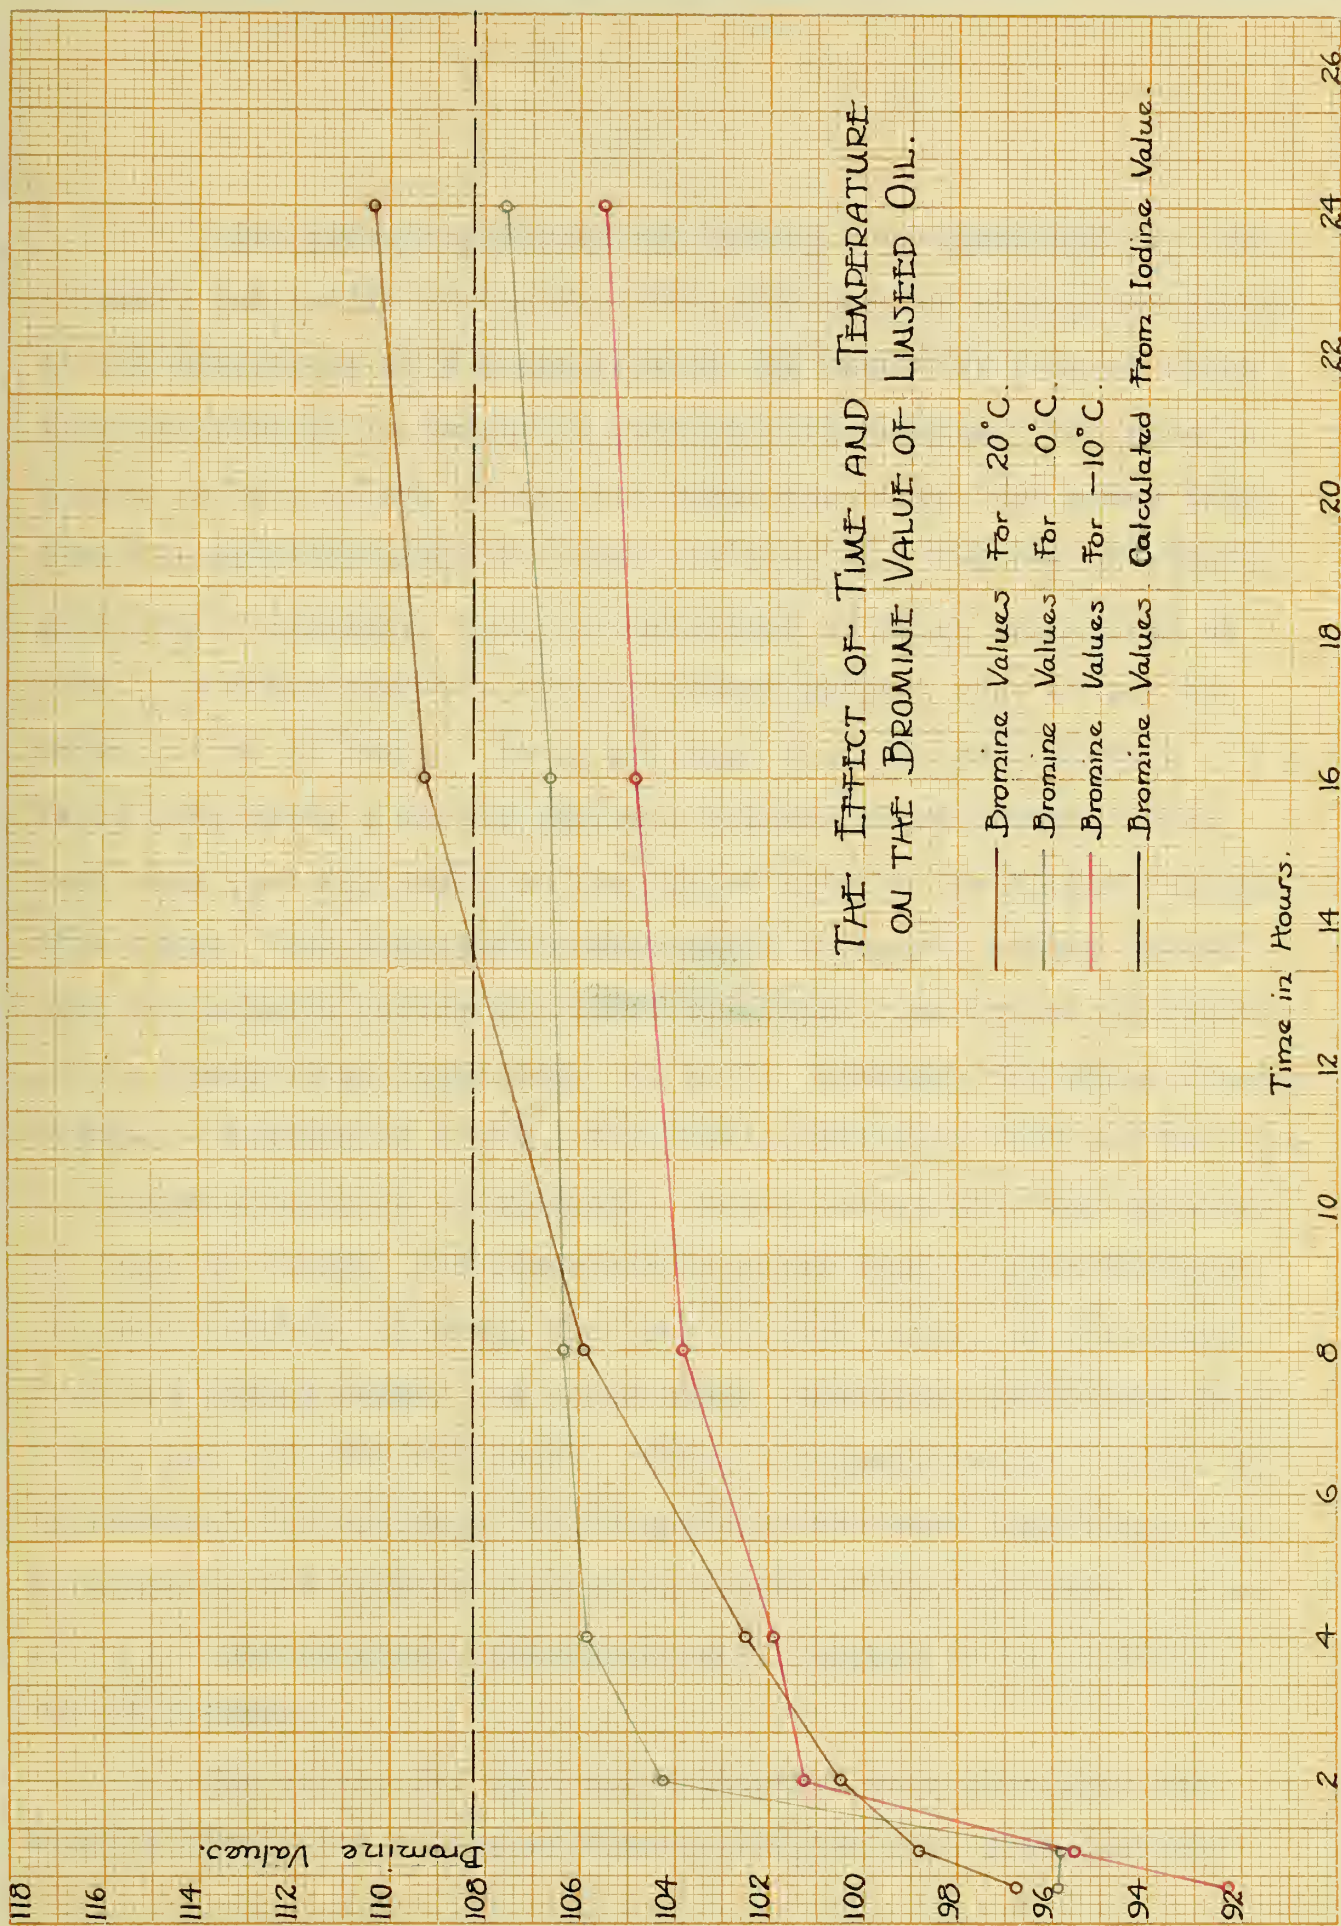 THE EFFECT OF TIME AND TEMPERATURE
ON THE BROMINE VALUE OF LINSEED OIL.
Bromine Values For 20°C.
Bromine Values For 0°C.
Bromine Values For -10°C.
Bromine Values Calculated From Iodine Value.
Bromine Values.
118
116
114
112
110
108
106
104
102
100
98
96
94
92
2 4 6 8 10 12 14 16 18 20 22 24 26
Time in Hours.